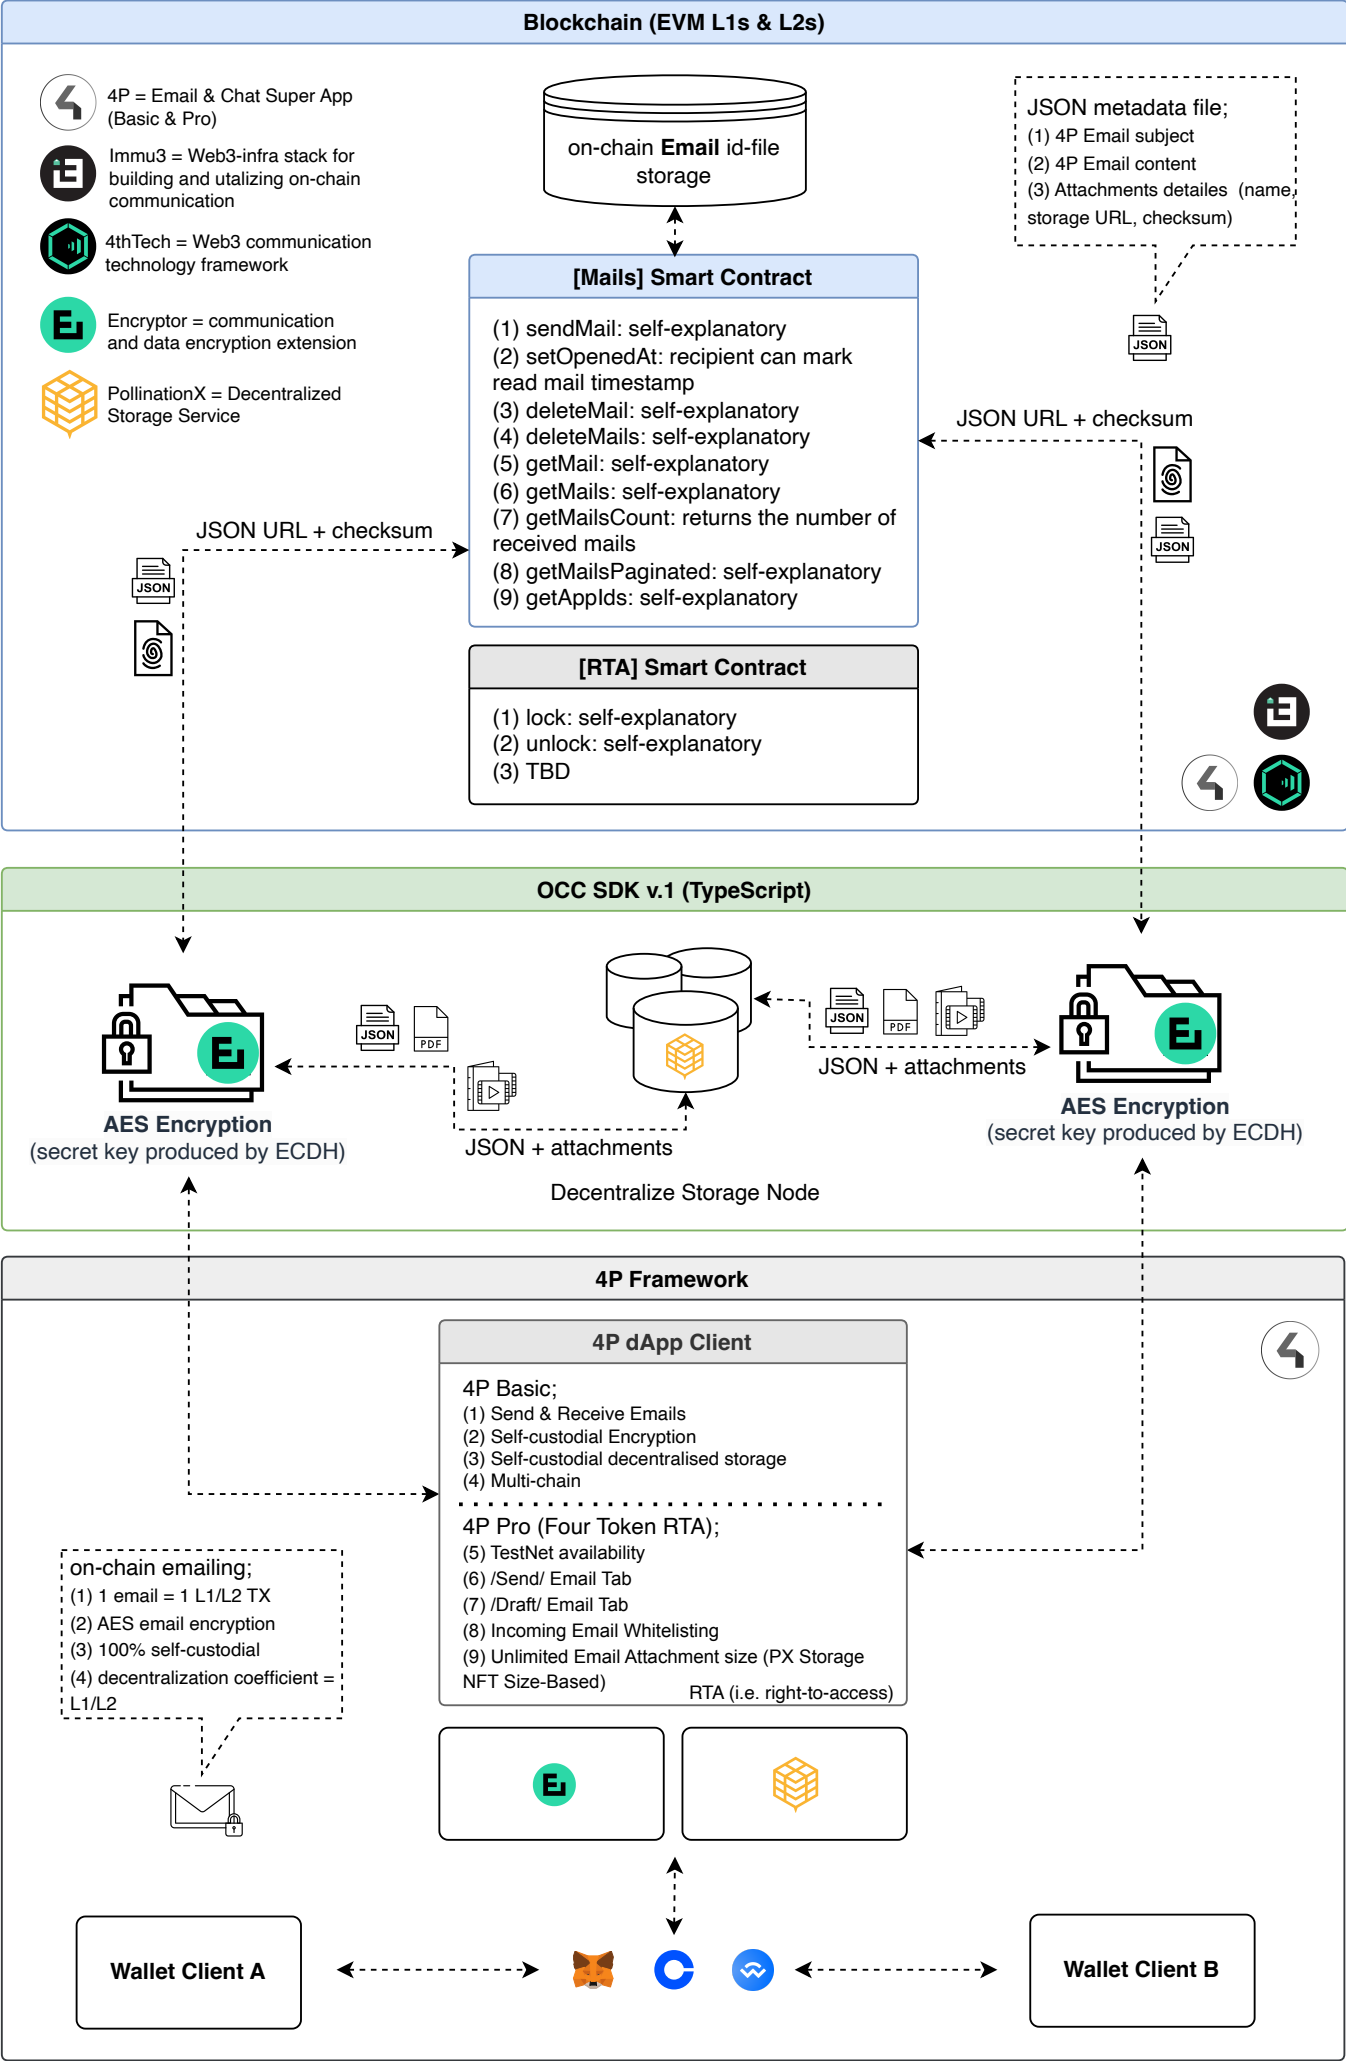 Blockchain (EVM L1s & L2s)
4P = Email & Chat Super App
(Basic & Pro)
Immu3 = Web3-infra stack for
building and utalizing on-chain
communication
4thTech = Web3 communication
technology framework
Encryptor = communication
and data encryption extension
PollinationX = Decentralized
Storage Service
on-chain Email id-file
storage
JSON metadata file;
(1) 4P Email subject
(2) 4P Email content
(3) Attachments detailes (name,
storage URL, checksum)
JSON
[Mails] Smart Contract
(1) sendMail: self-explanatory
(2) setOpenedAt: recipient can mark
read mail timestamp
(3) deleteMail: self-explanatory
(4) deleteMails: self-explanatory
(5) getMail: self-explanatory
(6) getMails: self-explanatory
(7) getMailsCount: returns the number of
received mails
(8) getMailsPaginated: self-explanatory
(9) getAppIds: self-explanatory
JSON URL + checksum
JSON
JSON URL + checksum
JSON
[RTA] Smart Contract
(1) lock: self-explanatory
(2) unlock: self-explanatory
(3) TBD
OCC SDK v.1 (TypeScript)
JSON
PDF
JSON
PDF
JSON + attachments
JSON + attachments
AES Encryption
(secret key produced by ECDH)
AES Encryption
(secret key produced by ECDH)
Decentralize Storage Node
4P Framework
4P dApp Client
4P Basic;
(1) Send & Receive Emails
(2) Self-custodial Encryption
(3) Self-custodial decentralised storage
(4) Multi-chain
4P Pro (Four Token RTA);
(5) TestNet availability
(6) /Send/ Email Tab
(7) /Draft/ Email Tab
(8) Incoming Email Whitelisting
(9) Unlimited Email Attachment size (PX Storage
NFT Size-Based)
RTA (i.e. right-to-access)
on-chain emailing;
(1) 1 email = 1 L1/L2 TX
(2) AES email encryption
(3) 100% self-custodial
(4) decentralization coefficient =
L1/L2
Wallet Client A
Wallet Client B